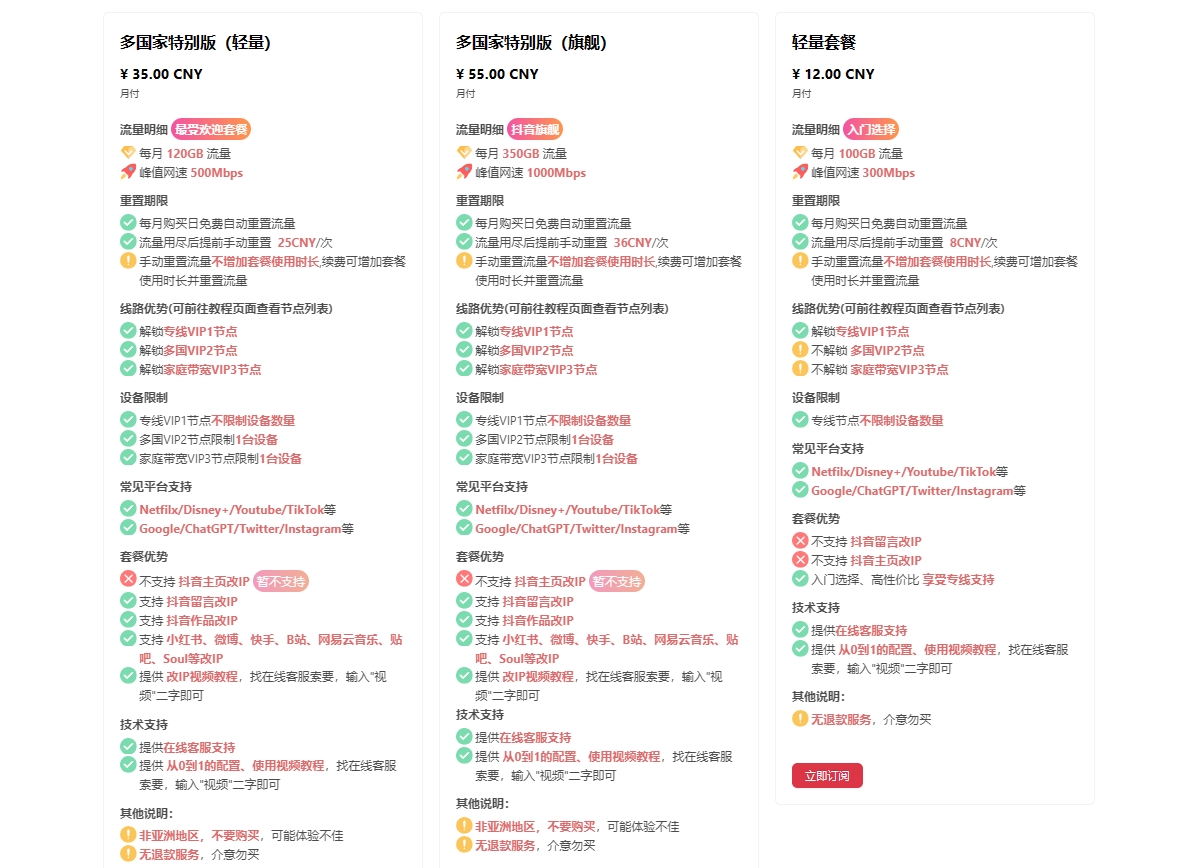 多国家特别版（轻量）
¥ 35.00 CNY
月付
流量明细 最受欢迎套餐
每月 120GB 流量
峰值网速 500Mbps
重置期限
每月购买日免费自动重置流量
流量用尽后提前手动重置 25CNY/次
手动重置流量不增加套餐使用时长,续费可增加套餐
使用时长并重置流量
线路优势(可前往教程页面查看节点列表)
解锁专线VIP1节点
解锁多国VIP2节点
解锁家庭带宽VIP3节点
设备限制
专线VIP1节点不限制设备数量
多国VIP2节点限制1台设备
家庭带宽VIP3节点限制1台设备
常见平台支持
Netfilx/Disney+/Youtube/TikTok等
Google/ChatGPT/Twitter/Instagram等
套餐优势
不支持 抖音主页改IP 暂不支持
支持 抖音留言改IP
支持 抖音作品改IP
支持 小红书、微博、快手、B站、网易云音乐、贴
吧、Soul等改IP
提供 改IP视频教程，找在线客服索要，输入"视
频"二字即可
技术支持
提供在线客服支持
提供 从0到1的配置、使用视频教程，找在线客服
索要，输入"视频"二字即可
其他说明：
非亚洲地区，不要购买，可能体验不佳
无退款服务，介意勿买
多国家特别版（旗舰）
¥ 55.00 CNY
月付
流量明细 抖音旗舰
每月 350GB 流量
峰值网速 1000Mbps
重置期限
每月购买日免费自动重置流量
流量用尽后提前手动重置 36CNY/次
手动重置流量不增加套餐使用时长,续费可增加套餐
使用时长并重置流量
线路优势(可前往教程页面查看节点列表)
解锁专线VIP1节点
解锁多国VIP2节点
解锁家庭带宽VIP3节点
设备限制
专线VIP1节点不限制设备数量
多国VIP2节点限制1台设备
家庭带宽VIP3节点限制1台设备
常见平台支持
Netfilx/Disney+/Youtube/TikTok等
Google/ChatGPT/Twitter/Instagram等
套餐优势
不支持 抖音主页改IP 暂不支持
支持 抖音留言改IP
支持 抖音作品改IP
支持 小红书、微博、快手、B站、网易云音乐、贴
吧、Soul等改IP
提供 改IP视频教程，找在线客服索要，输入"视
频"二字即可
技术支持
提供在线客服支持
提供 从0到1的配置、使用视频教程，找在线客服
索要，输入"视频"二字即可
其他说明：
非亚洲地区，不要购买，可能体验不佳
无退款服务，介意勿买
轻量套餐
¥ 12.00 CNY
月付
流量明细 入门选择
每月 100GB 流量
峰值网速 300Mbps
重置期限
每月购买日免费自动重置流量
流量用尽后提前手动重置 8CNY/次
手动重置流量不增加套餐使用时长,续费可增加套餐
使用时长并重置流量
线路优势(可前往教程页面查看节点列表)
解锁专线VIP1节点
不解锁 多国VIP2节点
不解锁 家庭带宽VIP3节点
设备限制
专线节点不限制设备数量
常见平台支持
Netfilx/Disney+/Youtube/TikTok等
Google/ChatGPT/Twitter/Instagram等
套餐优势
不支持 抖音留言改IP
不支持 抖音主页改IP
入门选择、高性价比 享受专线支持
技术支持
提供在线客服支持
提供 从0到1的配置、使用视频教程，找在线客服
索要，输入"视频"二字即可
其他说明：
无退款服务，介意勿买
立即订阅